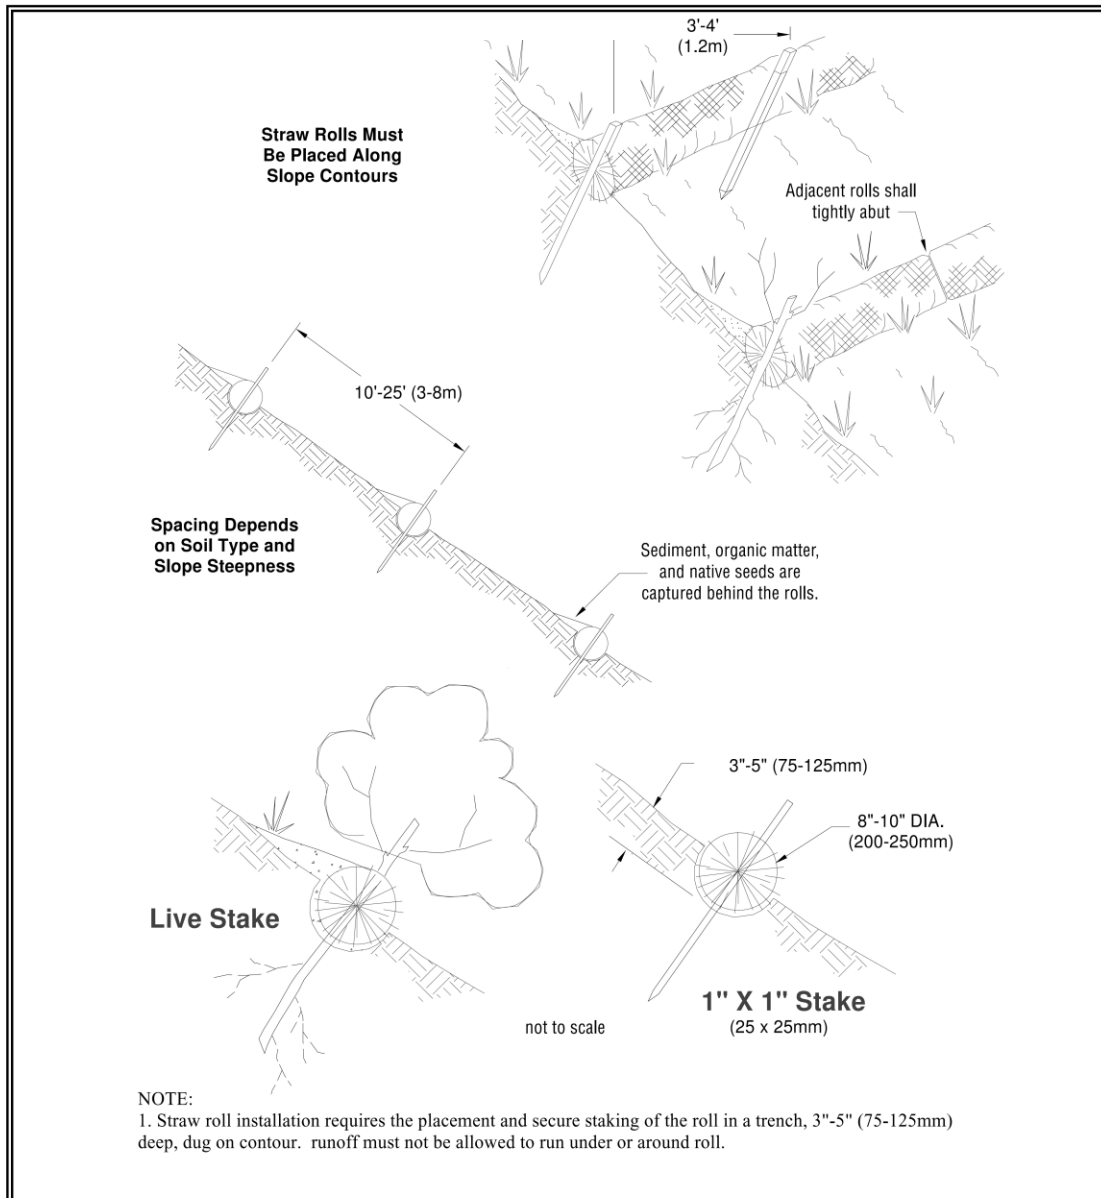 3'-4'
(1.2m)
Straw Rolls Must
Be Placed Along
Slope Contours
Adjacent rolls shall
tightly abut
10'-25' (3-8m)
Spacing Depends
on Soil Type and
Slope Steepness
Sediment, organic matter,
and native seeds are
captured behind the rolls.
3"-5" (75-125mm)
8"-10" DIA.
(200-250mm)
Live Stake
1" X 1" Stake
(25 x 25mm)
not to scale
NOTE:
1. Straw roll installation requires the placement and secure staking of the roll in a trench, 3"-5" (75-125mm)
deep, dug on contour. runoff must not be allowed to run under or around roll.